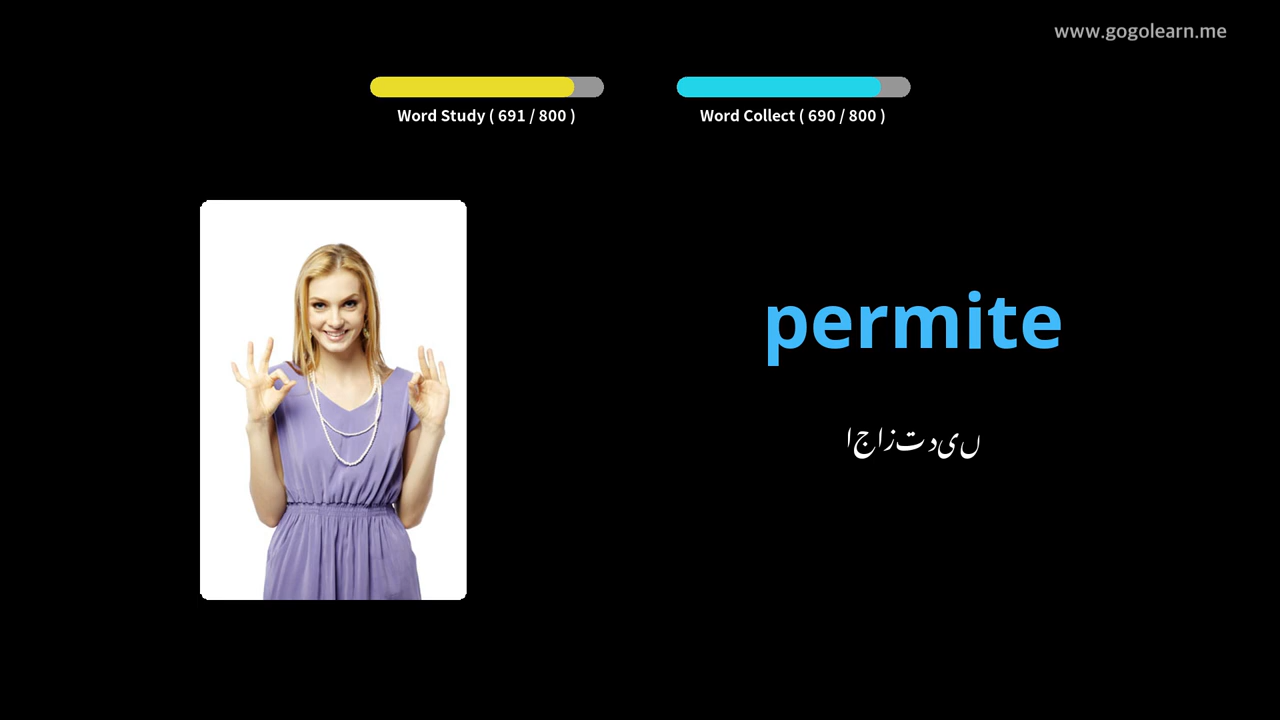 www.gogolearn.me
Word Study ( 691 / 800 )
Word Collect ( 690 / 800 )
permite
اجازت دیں